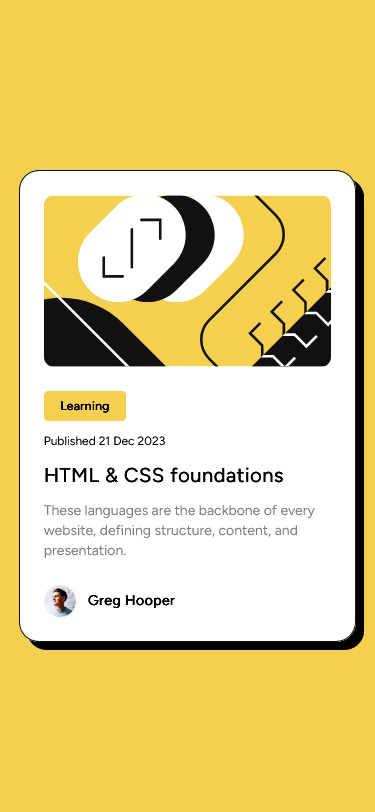 Learning
Published 21 Dec 2023
HTML & CSS foundations
These languages are the backbone of every
website, defining structure, content, and
presentation.
Greg Hooper